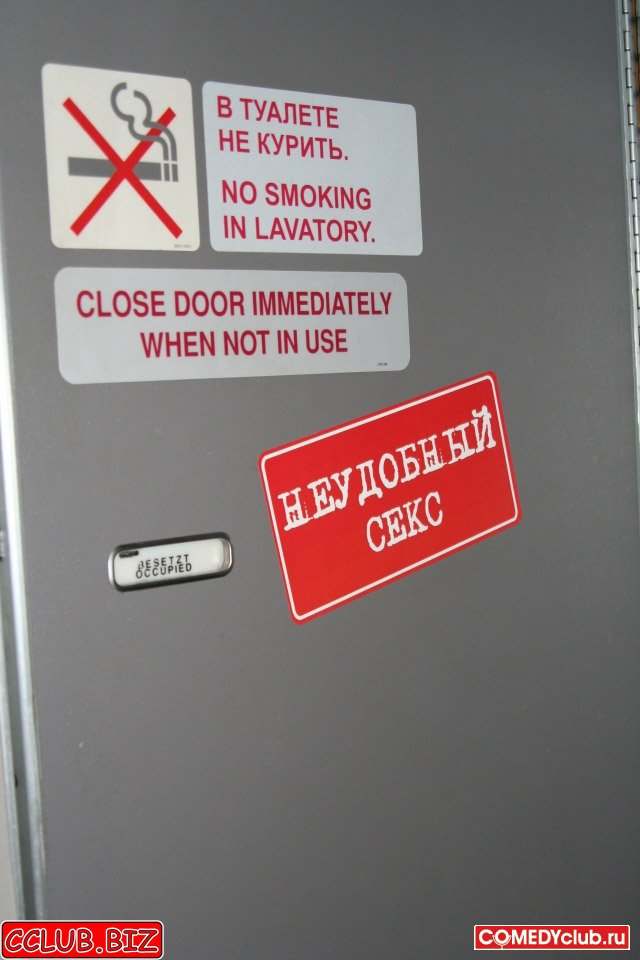 В ТУАЛЕТЕ
НЕ КУРИТЬ.
NO SMOKING
IN LAVATORY.
CLOSE DOOR IMMEDIATELY
WHEN NOT IN USE
НЕУДОБНЫЙ
СЕКС
BESETZT
OCCUPIED
CCLUB.BIZ
COMEDYclub.ru